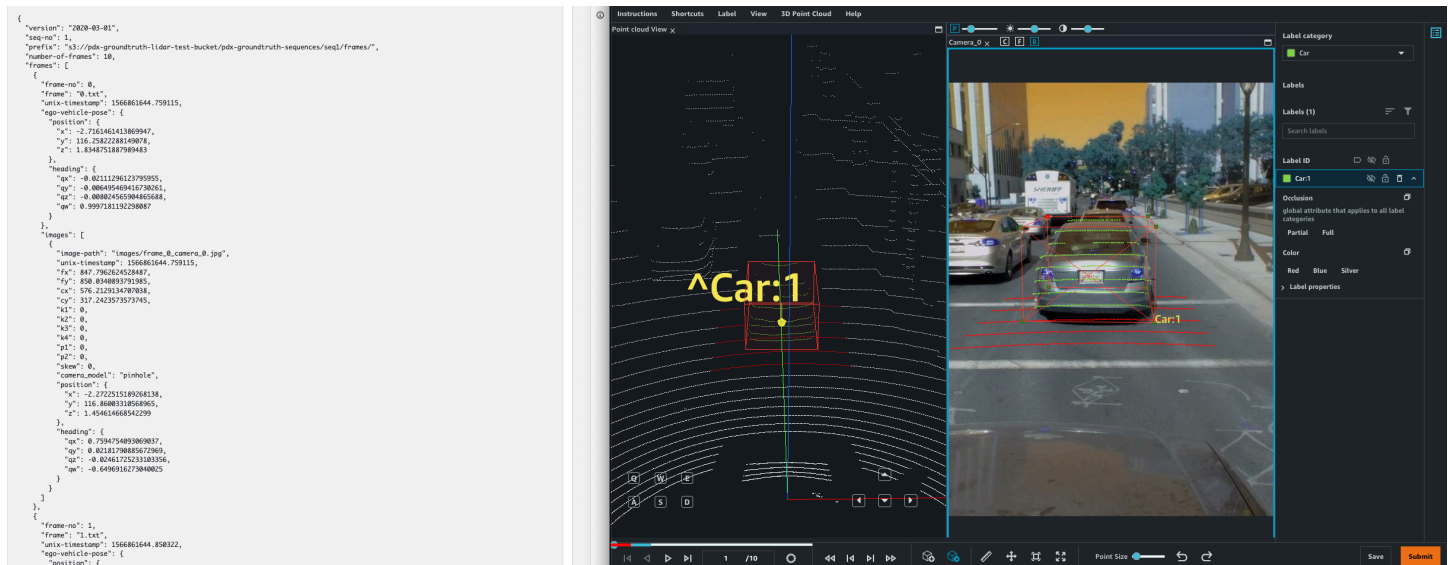 {
"version": "2020-03-01",
"seq-no": 1,
"prefix": "s3://pdx-groundtruth-lidar-test-bucket/pdx-groundtruth-sequences/seq1/frames/",
"number-of-frames": 10,
"frames": [
{
"frame-no": 0,
"frame": "0.txt",
"unix-timestamp": 1566861644.759115,
"ego-vehicle-pose": {
"position": {
"x": -2.7161461413869947,
"y": 116.25822288149078,
"z": 1.8348751887989483
},
"heading": {
"qx": -0.02111296123795955,
"qy": -0.006495469416730261,
"qz": -0.008024565904865688,
"qw": 0.9997181192298087
}
},
"images": [
{
"image-path": "images/frame_0_camera_0.jpg",
"unix-timestamp": 1566861644.759115,
"fx": 847.7962624528487,
"fy": 850.0340893791985,
"cx": 576.2129134707038,
"cy": 317.2423573573745,
"k1": 0,
"k2": 0,
"k3": 0,
"k4": 0,
"p1": 0,
"p2": 0,
"skew": 0,
"camera_model": "pinhole",
"position": {
"x": -2.2722515189268138,
"y": 116.86003310568965,
"z": 1.454614668542299
},
"heading": {
"qx": 0.7594754093069037,
"qy": 0.02181790885672969,
"qz": -0.02461725233103356,
"qw": -0.6496916273040025
}
}
]
},
{
"frame-no": 1,
"frame": "1.txt",
"unix-timestamp": 1566861644.850322,
"ego-vehicle-pose": {
"position": {
Instructions Shortcuts Label View 3D Point Cloud Help
Point cloud View x
^Car:1
Q W E
A S D
P
Camera_0 x C F D
SHERIFF
Car:1
Label category
Car
Labels
Labels (1)
Search labels
Label ID
Car:1
Occlusion
global attribute that applies to all label
categories
Partial Full
Color
Red Blue Silver
> Label properties
1 /10
Point Size
Save Submit